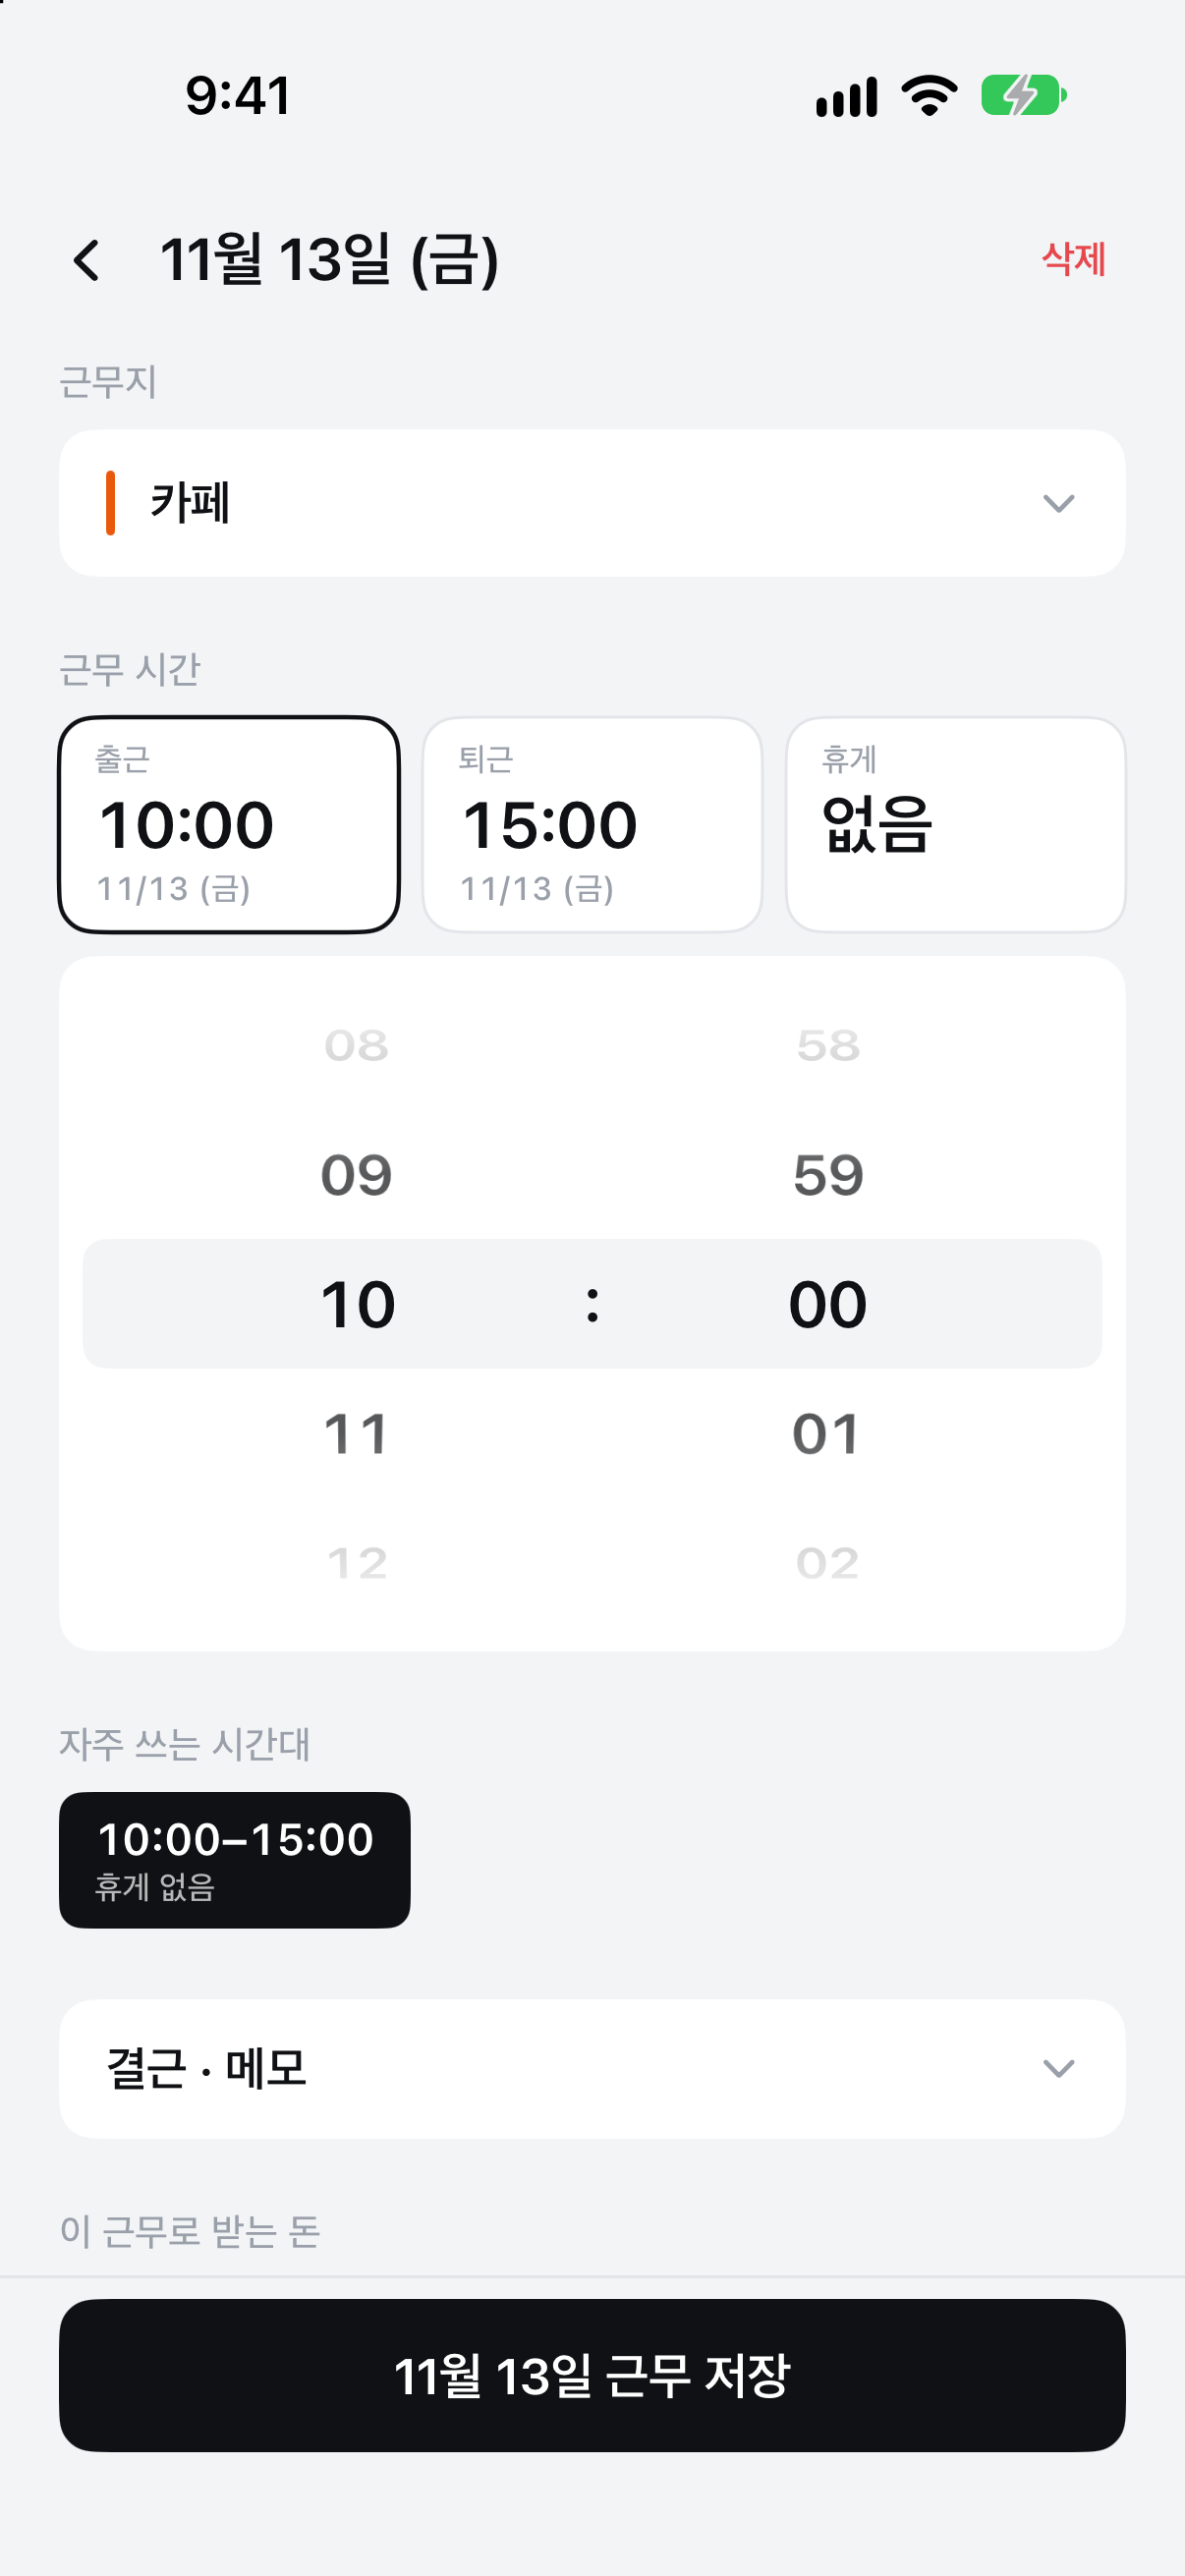 9:41
11월 13일 (금)
삭제
근무지
카페
근무 시간
출근
10:00
11/13 (금)
퇴근
15:00
11/13 (금)
휴게
없음
08 58
09 59
10 : 00
11 01
12 02
자주 쓰는 시간대
10:00–15:00
휴게 없음
결근 · 메모
이 근무로 받는 돈
11월 13일 근무 저장